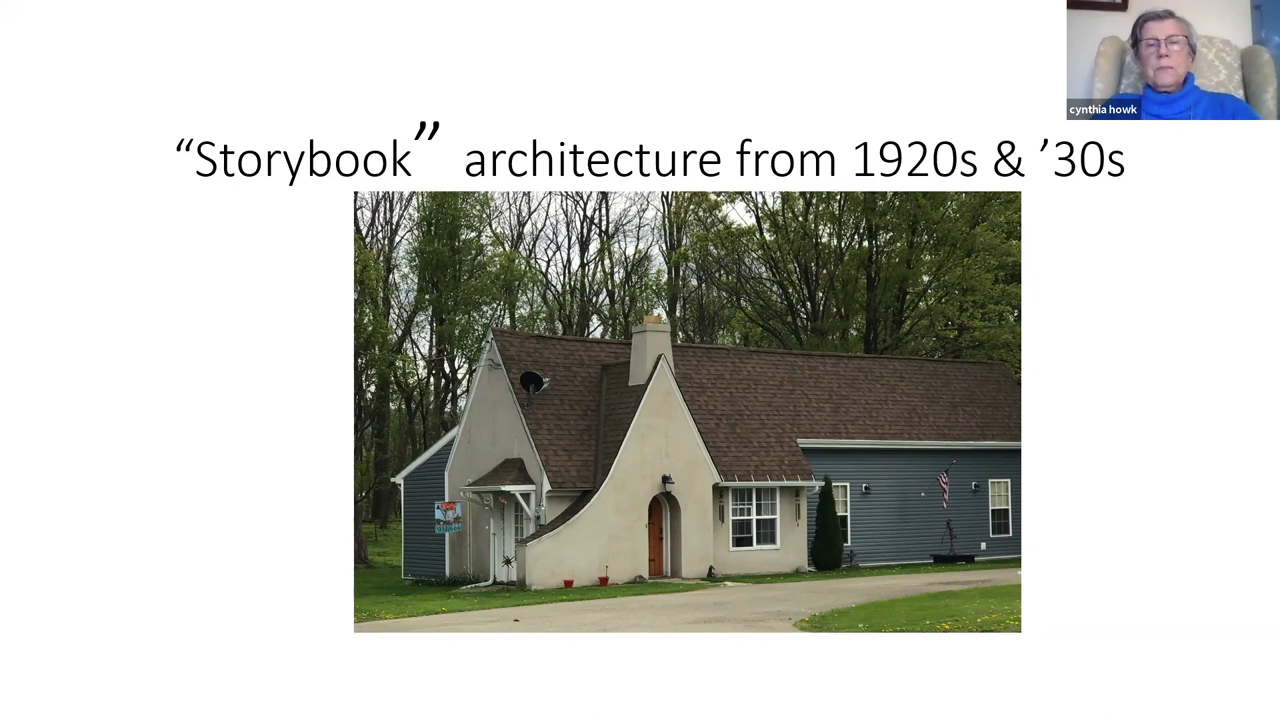 “Storybook” architecture from 1920s & ’30s
cynthia howk